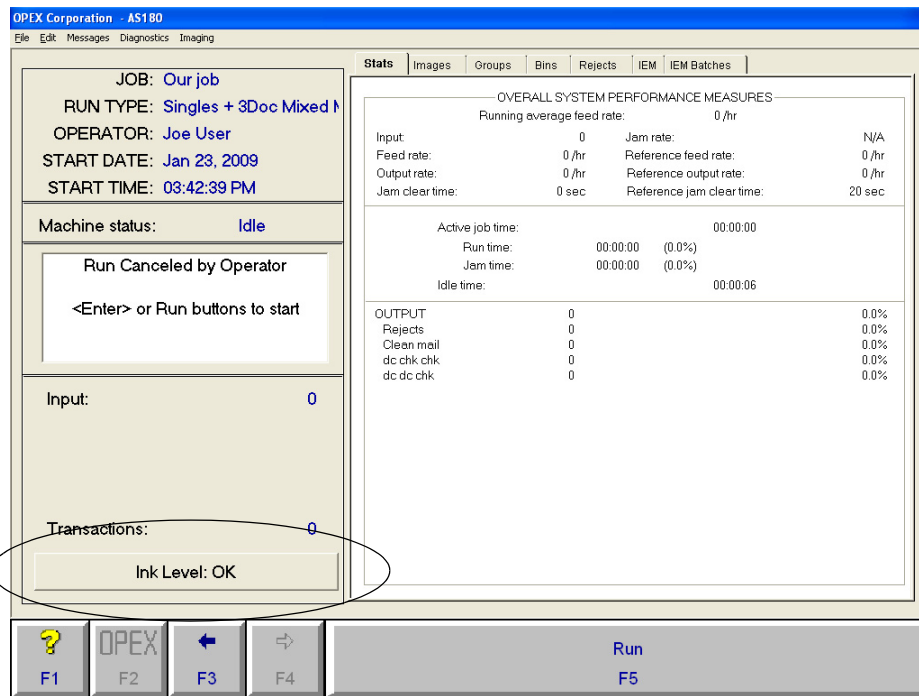 OPEX Corporation - AS180
File Edit Messages Diagnostics Imaging
JOB: Our job
RUN TYPE: Singles + 3Doc Mixed
OPERATOR: Joe User
START DATE: Jan 23, 2009
START TIME: 03:42:39 PM
Machine status: Idle
Run Canceled by Operator
<Enter> or Run buttons to start
Input: 0
Transactions: 0
Ink Level: OK
Stats Images Groups Bins Rejects IEM IEM Batches
OVERALL SYSTEM PERFORMANCE MEASURES
Running average feed rate: 0 /hr
Input: 0 Jam rate: N/A
Feed rate: 0 /hr Reference feed rate: 0 /hr
Output rate: 0 /hr Reference output rate: 0 /hr
Jam clear time: 0 sec Reference jam clear time: 20 sec
Active job time: 00:00:00
Run time: 00:00:00 (0.0%)
Jam time: 00:00:00 (0.0%)
Idle time: 00:00:06
OUTPUT 0 0.0%
Rejects 0 0.0%
Clean mail 0 0.0%
dc chk chk 0 0.0%
dc dc chk 0 0.0%
? OPEX Run
F1 F2 F3 F4 F5